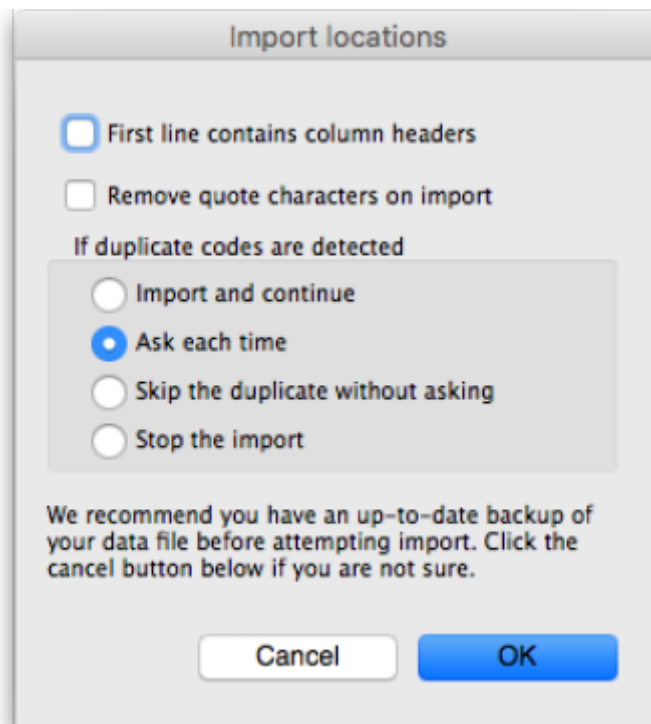 Import locations
First line contains column headers
Remove quote characters on import
If duplicate codes are detected
Import and continue
Ask each time
Skip the duplicate without asking
Stop the import
We recommend you have an up-to-date backup of
your data file before attempting import. Click the
cancel button below if you are not sure.
Cancel
OK